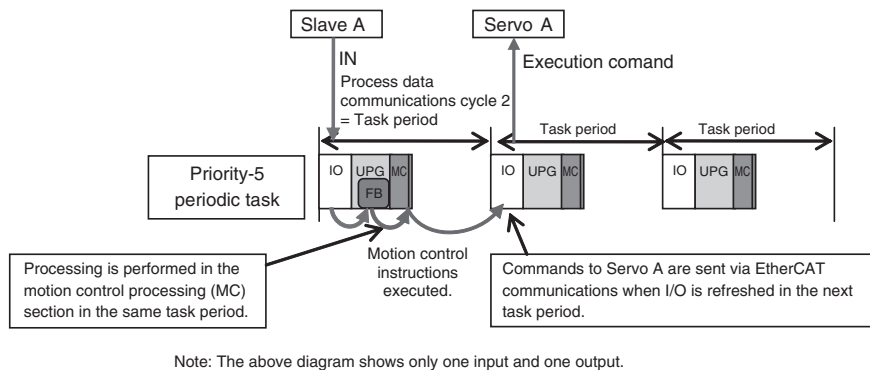 Slave A
Servo A
IN
Execution comand
Process data
communications cycle 2
= Task period
Task period
Task period
Priority-5
periodic task
IO
UPG
MC
FB
IO
UPG
MC
IO
UPG
MC
Motion control
instructions
executed.
Processing is performed in the
motion control processing (MC)
section in the same task period.
Commands to Servo A are sent via EtherCAT
communications when I/O is refreshed in the next
task period.
Note: The above diagram shows only one input and one output.